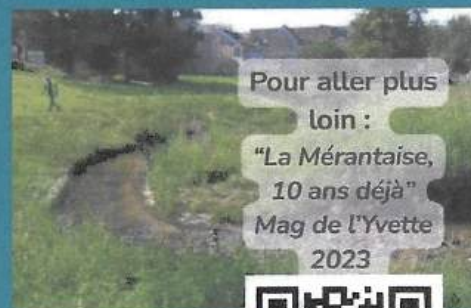 Pour aller plus
loin :
“La Mérantaise,
10 ans déjà”
Mag de l'Yvette
2023